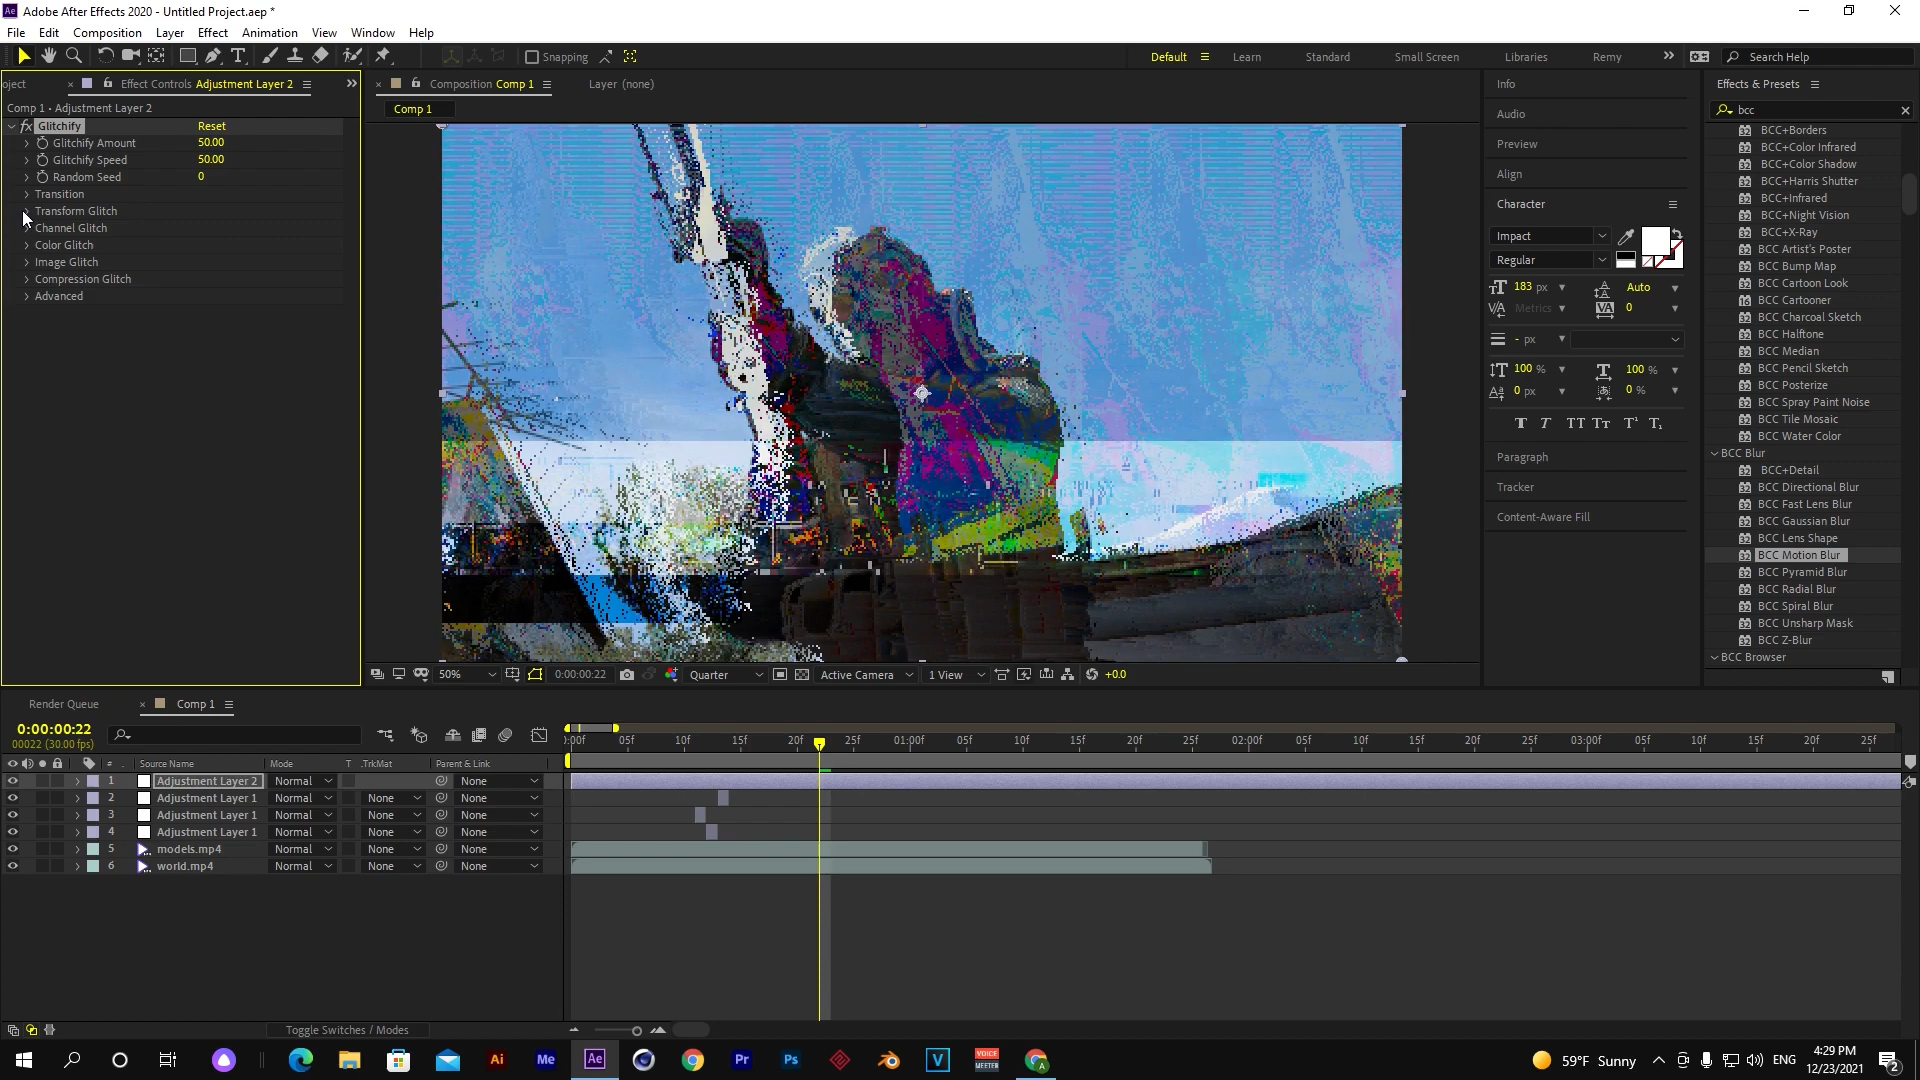 Ae Adobe After Effects 2020 - Untitled Project.aep *
File Edit Composition Layer Effect Animation View Window Help
Snapping
Default Learn Standard Small Screen Libraries Remy Search Help
oject Effect Controls Adjustment Layer 2
Comp 1 • Adjustment Layer 2
fx Glitchify Reset
Glitchify Amount 50.00
Glitchify Speed 50.00
Random Seed 0
Transition
Transform Glitch
Channel Glitch
Color Glitch
Image Glitch
Compression Glitch
Advanced
Composition Comp 1 Layer (none)
Comp 1
50% 0:00:00:22 Quarter Active Camera 1 View +0.0
Info
Audio
Preview
Align
Character
Impact
Regular
183 px Auto
Metrics 0
- px
100 % 100 %
0 px 0 %
T T TT Tt T¹ T₁
Paragraph
Tracker
Content-Aware Fill
Effects & Presets
bcc
BCC+Borders
BCC+Color Infrared
BCC+Color Shadow
BCC+Harris Shutter
BCC+Infrared
BCC+Night Vision
BCC+X-Ray
BCC Artist's Poster
BCC Bump Map
BCC Cartoon Look
BCC Cartooner
BCC Charcoal Sketch
BCC Halftone
BCC Median
BCC Pencil Sketch
BCC Posterize
BCC Spray Paint Noise
BCC Tile Mosaic
BCC Water Color
BCC Blur
BCC+Detail
BCC Directional Blur
BCC Fast Lens Blur
BCC Gaussian Blur
BCC Lens Shape
BCC Motion Blur
BCC Pyramid Blur
BCC Radial Blur
BCC Spiral Blur
BCC Unsharp Mask
BCC Z-Blur
BCC Browser
Render Queue Comp 1
0:00:00:22
00022 (30.00 fps)
:00f 05f 10f 15f 20f 25f 01:00f 05f 10f 15f 20f 25f 02:00f 05f 10f 15f 20f 25f 03:00f 05f 10f 15f 20f 25f
# Source Name Mode T .TrkMat Parent & Link
1 Adjustment Layer 2 Normal None
2 Adjustment Layer 1 Normal None None
3 Adjustment Layer 1 Normal None None
4 Adjustment Layer 1 Normal None None
5 models.mp4 Normal None None
6 world.mp4 Normal None None
Toggle Switches / Modes
Ai Me Ae Pr Ps V VOICE MEETER 59°F Sunny ENG
4:29 PM
12/23/2021
2